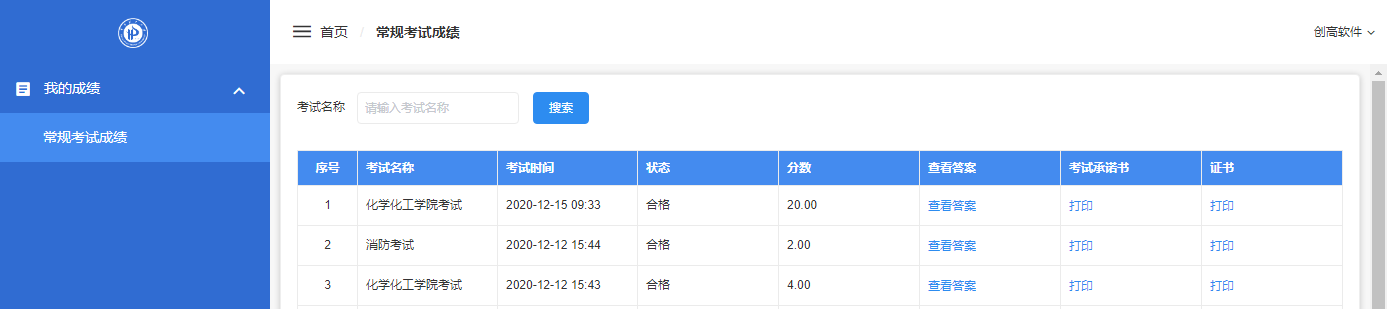 首页 / 常规考试成绩
创高软件
我的成绩
常规考试成绩
考试名称 请输入考试名称 搜索
序号 考试名称 考试时间 状态 分数 查看答案 考试承诺书 证书
1 化学化工学院考试 2020-12-15 09:33 合格 20.00 查看答案 打印 打印
2 消防考试 2020-12-12 15:44 合格 2.00 查看答案 打印 打印
3 化学化工学院考试 2020-12-12 15:43 合格 4.00 查看答案 打印 打印